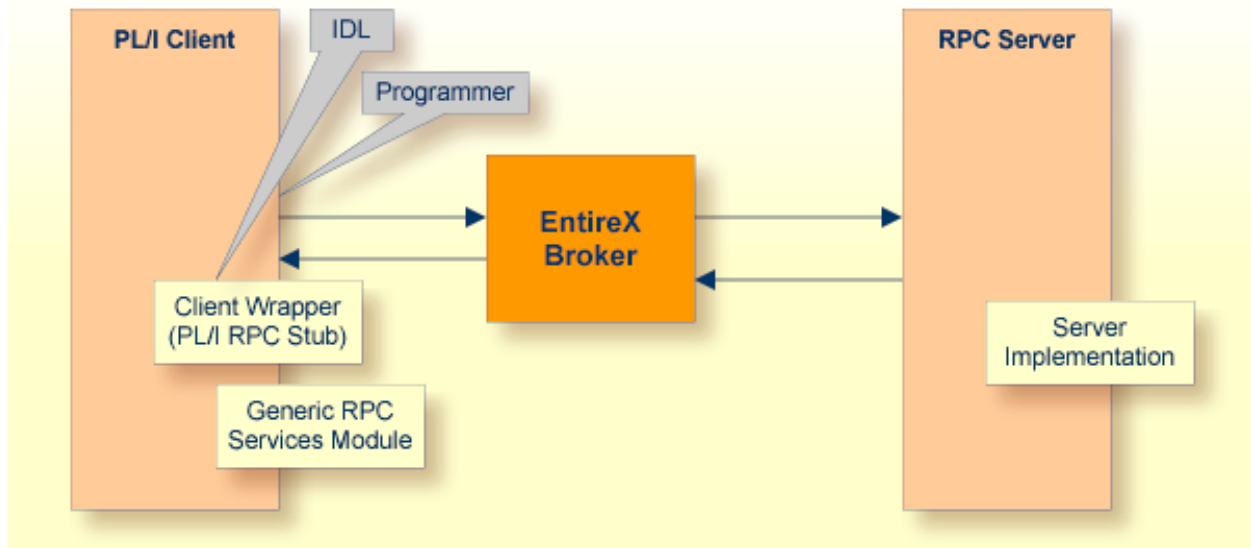 PL/I Client
IDL
Programmer
RPC Server
EntireX
Broker
Client Wrapper
(PL/I RPC Stub)
Generic RPC
Services Module
Server
Implementation